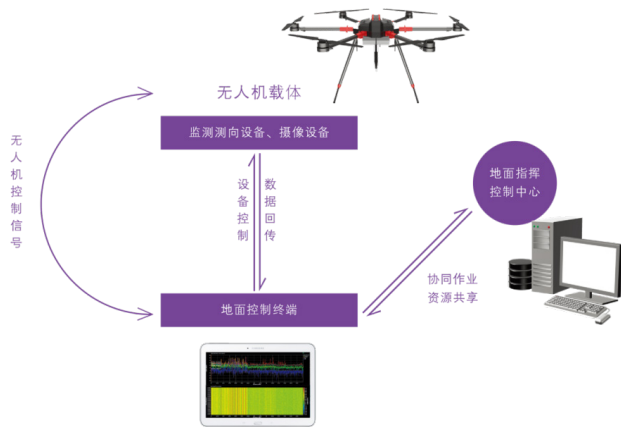 无人机载体
监测测向设备、摄像设备
无人机控制信号
设备控制
数据回传
地面指挥
控制中心
协同作业
资源共享
地面控制终端